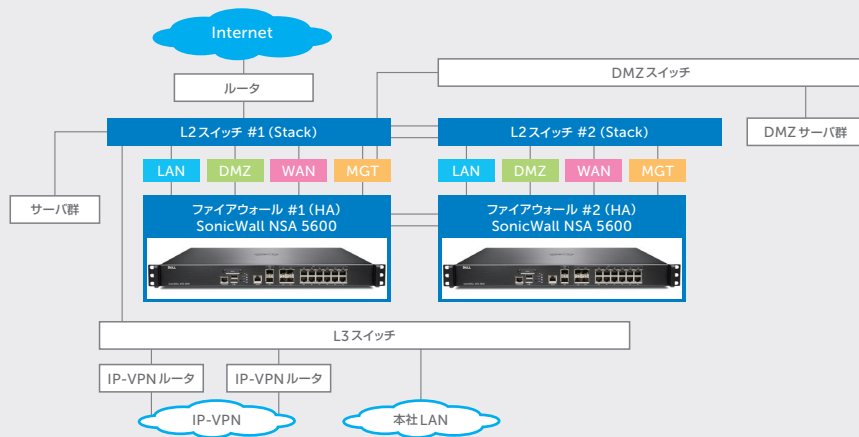 Internet
DMZスイッチ
ルータ
L2スイッチ #1 (Stack)
L2スイッチ #2 (Stack)
DMZ サーバ群
LAN
DMZ
WAN
MGT
LAN
DMZ
WAN
MGT
サーバ群
ファイアウォール #1 (HA)
SonicWall NSA 5600
ファイアウォール #2 (HA)
SonicWall NSA 5600
DELL
DELL
L3スイッチ
IP-VPNルータ
IP-VPNルータ
IP-VPN
本社LAN